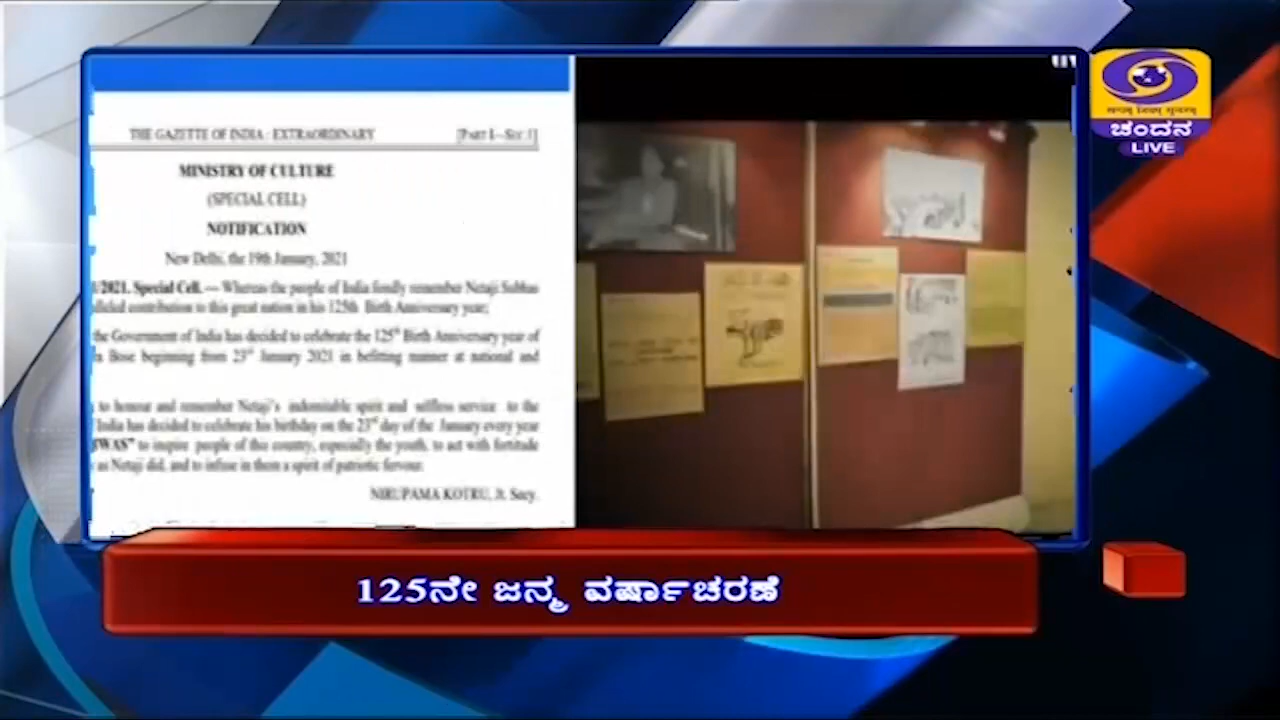 THE GAZETTE OF INDIA : EXTRAORDINARY [PART I—SEC.1]
MINISTRY OF CULTURE
(SPECIAL CELL)
NOTIFICATION
New Delhi, the 19th January, 2021
/2021. Special Cell. — Whereas the people of India fondly remember Netaji Subhas
contribution to this great nation in his 125th Birth Anniversary year;
the Government of India has decided to celebrate the 125th Birth Anniversary year of
Bose beginning from 23rd January 2021 in befitting manner at national and
to honour and remember Netaji's indomitable spirit and selfless service to the
India has decided to celebrate his birthday on the 23rd day of the January every year
to inspire people of this country, especially the youth, to act with fortitude
as Netaji did, and to infuse in them a spirit of patriotic fervour.
NIRUPAMA KOTRU, Jt. Secy.
ಚಂದನ
LIVE
125ನೇ ಜನ್ಮ ವರ್ಷಾಚರಣೆ